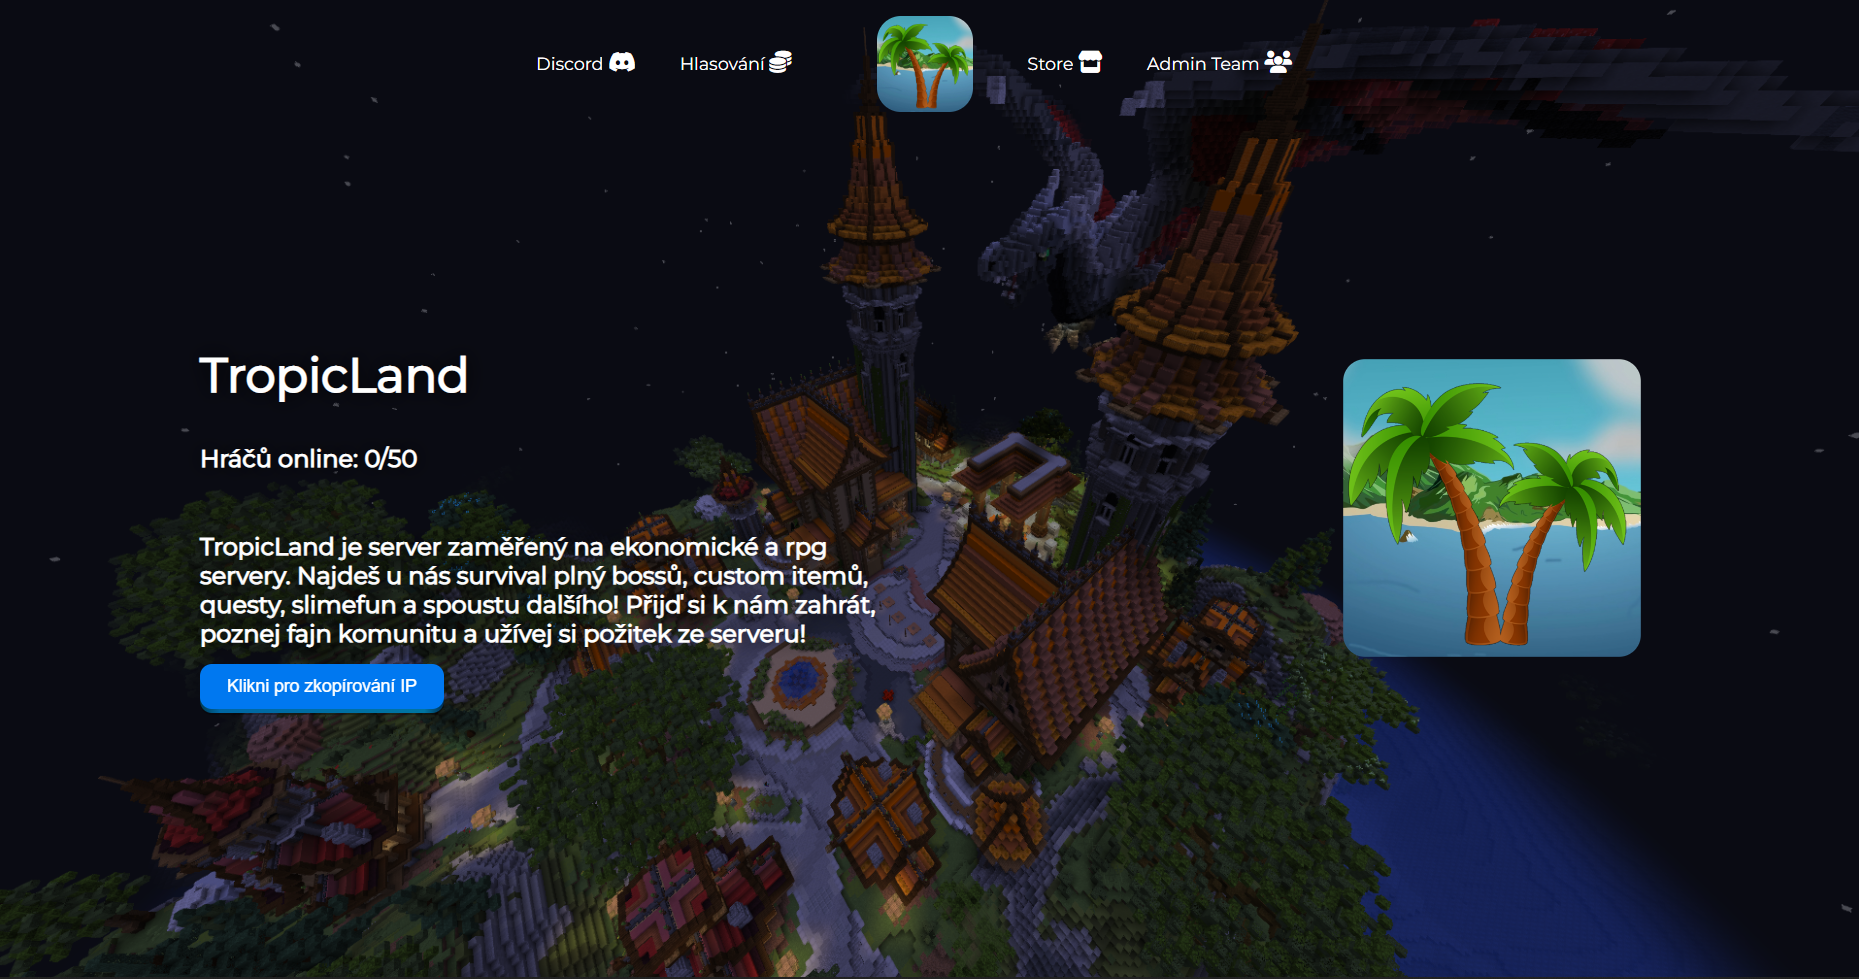 Discord
Hlasování
Store
Admin Team
TropicLand
Hráčů online: 0/50
TropicLand je server zaměřený na ekonomické a rpg
servery. Najdeš u nás survival plný bossů, custom itemů,
questy, slimefun a spoustu dalšího! Přijď si k nám zahrát,
poznej fajn komunitu a užívej si požitek ze serveru!
Klikni pro zkopírování IP